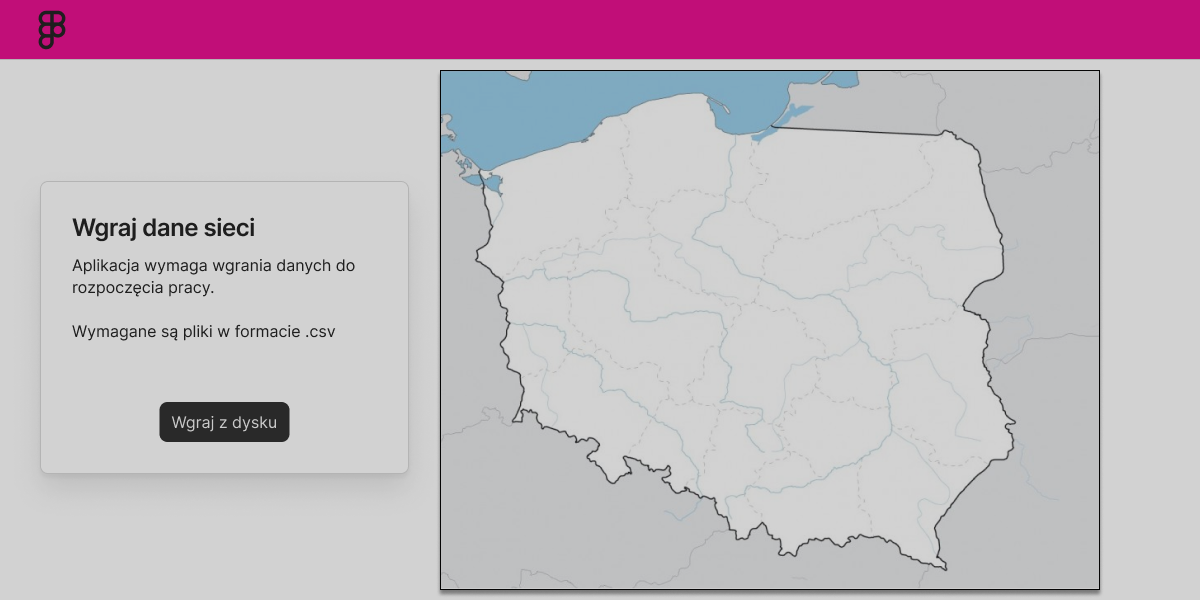 Wgraj dane sieci
Aplikacja wymaga wgrania danych do
rozpoczęcia pracy.
Wymagane są pliki w formacie .csv
Wgraj z dysku